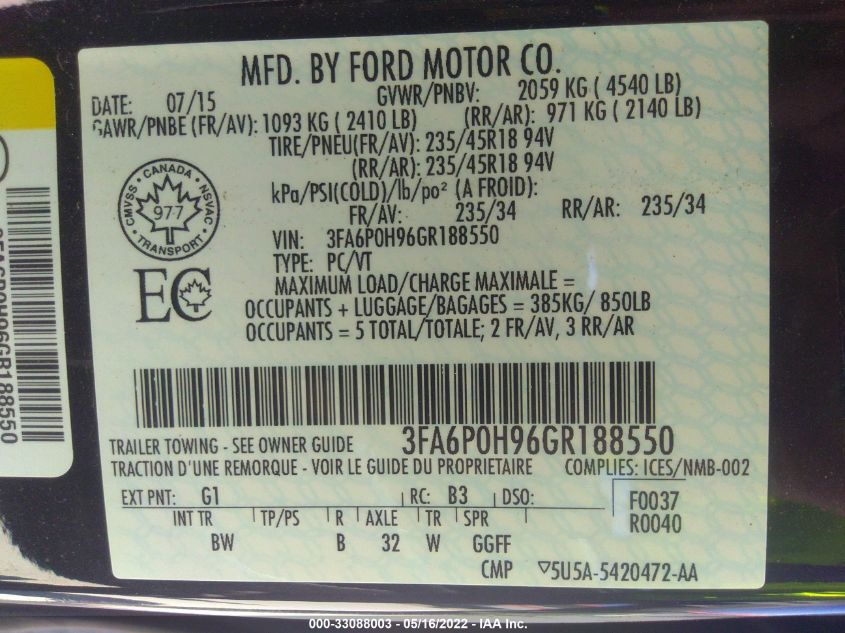 MFD. BY FORD MOTOR CO.
DATE: 07/15 GVWR/PNBV: 2059 KG ( 4540 LB)
GAWR/PNBE (FR/AV): 1093 KG ( 2410 LB) (RR/AR): 971 KG ( 2140 LB)
TIRE/PNEU(FR/AV): 235/45R18 94V
(RR/AR): 235/45R18 94V
kPa/PSI(COLD)/lb/po² (A FROID):
FR/AV: 235/34 RR/AR: 235/34
CANADA CMVSS NSVAC 977 TRANSPORT
VIN: 3FA6P0H96GR188550
TYPE: PC/VT
EC
MAXIMUM LOAD/CHARGE MAXIMALE =
OCCUPANTS + LUGGAGE/BAGAGES = 385KG/ 850LB
OCCUPANTS = 5 TOTAL/TOTALE; 2 FR/AV, 3 RR/AR
3FA6P0H96GR188550
TRAILER TOWING - SEE OWNER GUIDE
TRACTION D'UNE REMORQUE - VOIR LE GUIDE DU PROPRIETAIRE
COMPLIES: ICES/NMB-002
EXT PNT: G1 RC: B3 DSO: F0037
R0040
INT TR TP/PS R AXLE TR SPR
BW B 32 W GGFF
CMP ▽5U5A-5420472-AA
3FA6P0H96GR188550
000-33088003 - 05/16/2022 - IAA Inc.